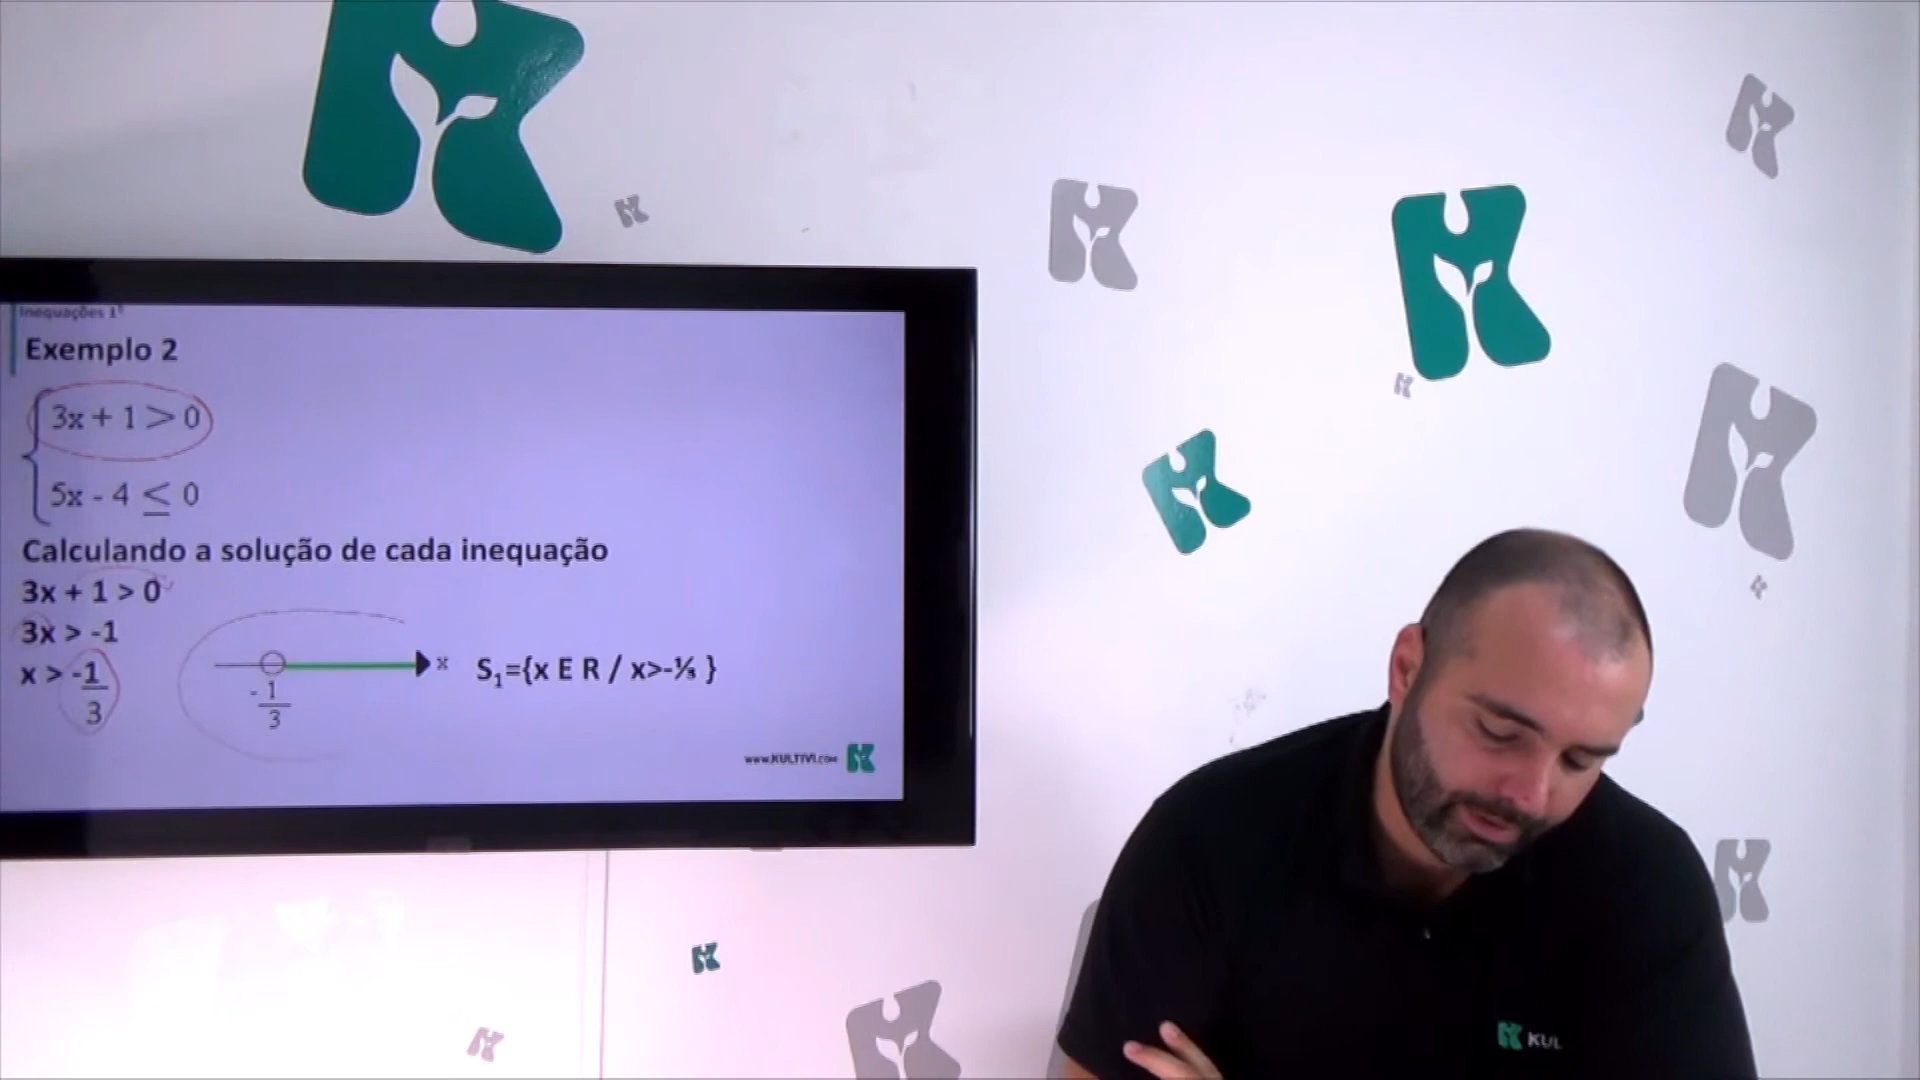 Inequações 1º
Exemplo 2
3x + 1 > 0
5x - 4 ≤ 0
Calculando a solução de cada inequação
3x + 1 > 0
3x > -1
x > -1/3
- 1/3
x
S₁={x E R / x>-⅓ }
www.KULTIVI.COM
KUL